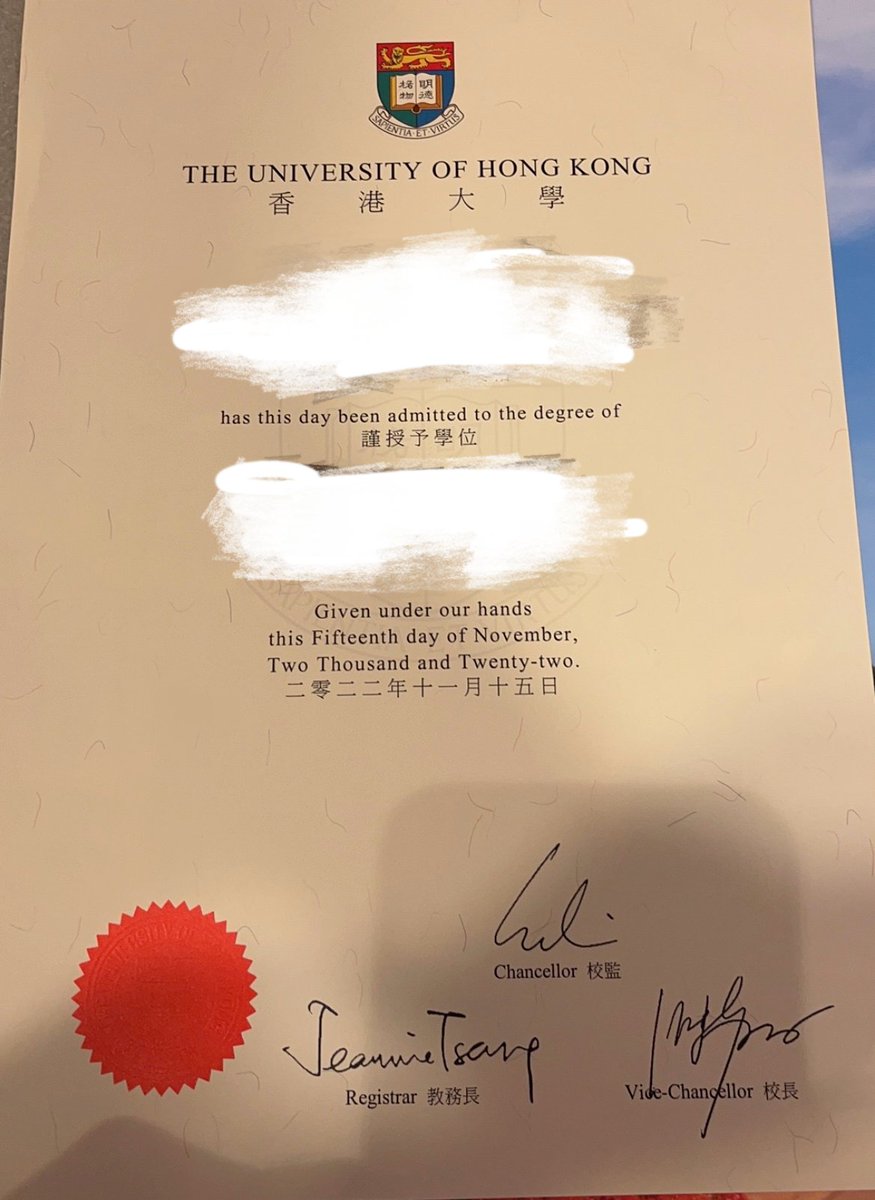 明德
格物
SAPIENTIA·ET·VIRTUS
THE UNIVERSITY OF HONG KONG
香港大學
has this day been admitted to the degree of
謹授予學位
Given under our hands
this Fifteenth day of November,
Two Thousand and Twenty-two.
二零二二年十一月十五日
Chancellor 校監
Jeannie Tsang
Registrar 教務長
Vice-Chancellor 校長